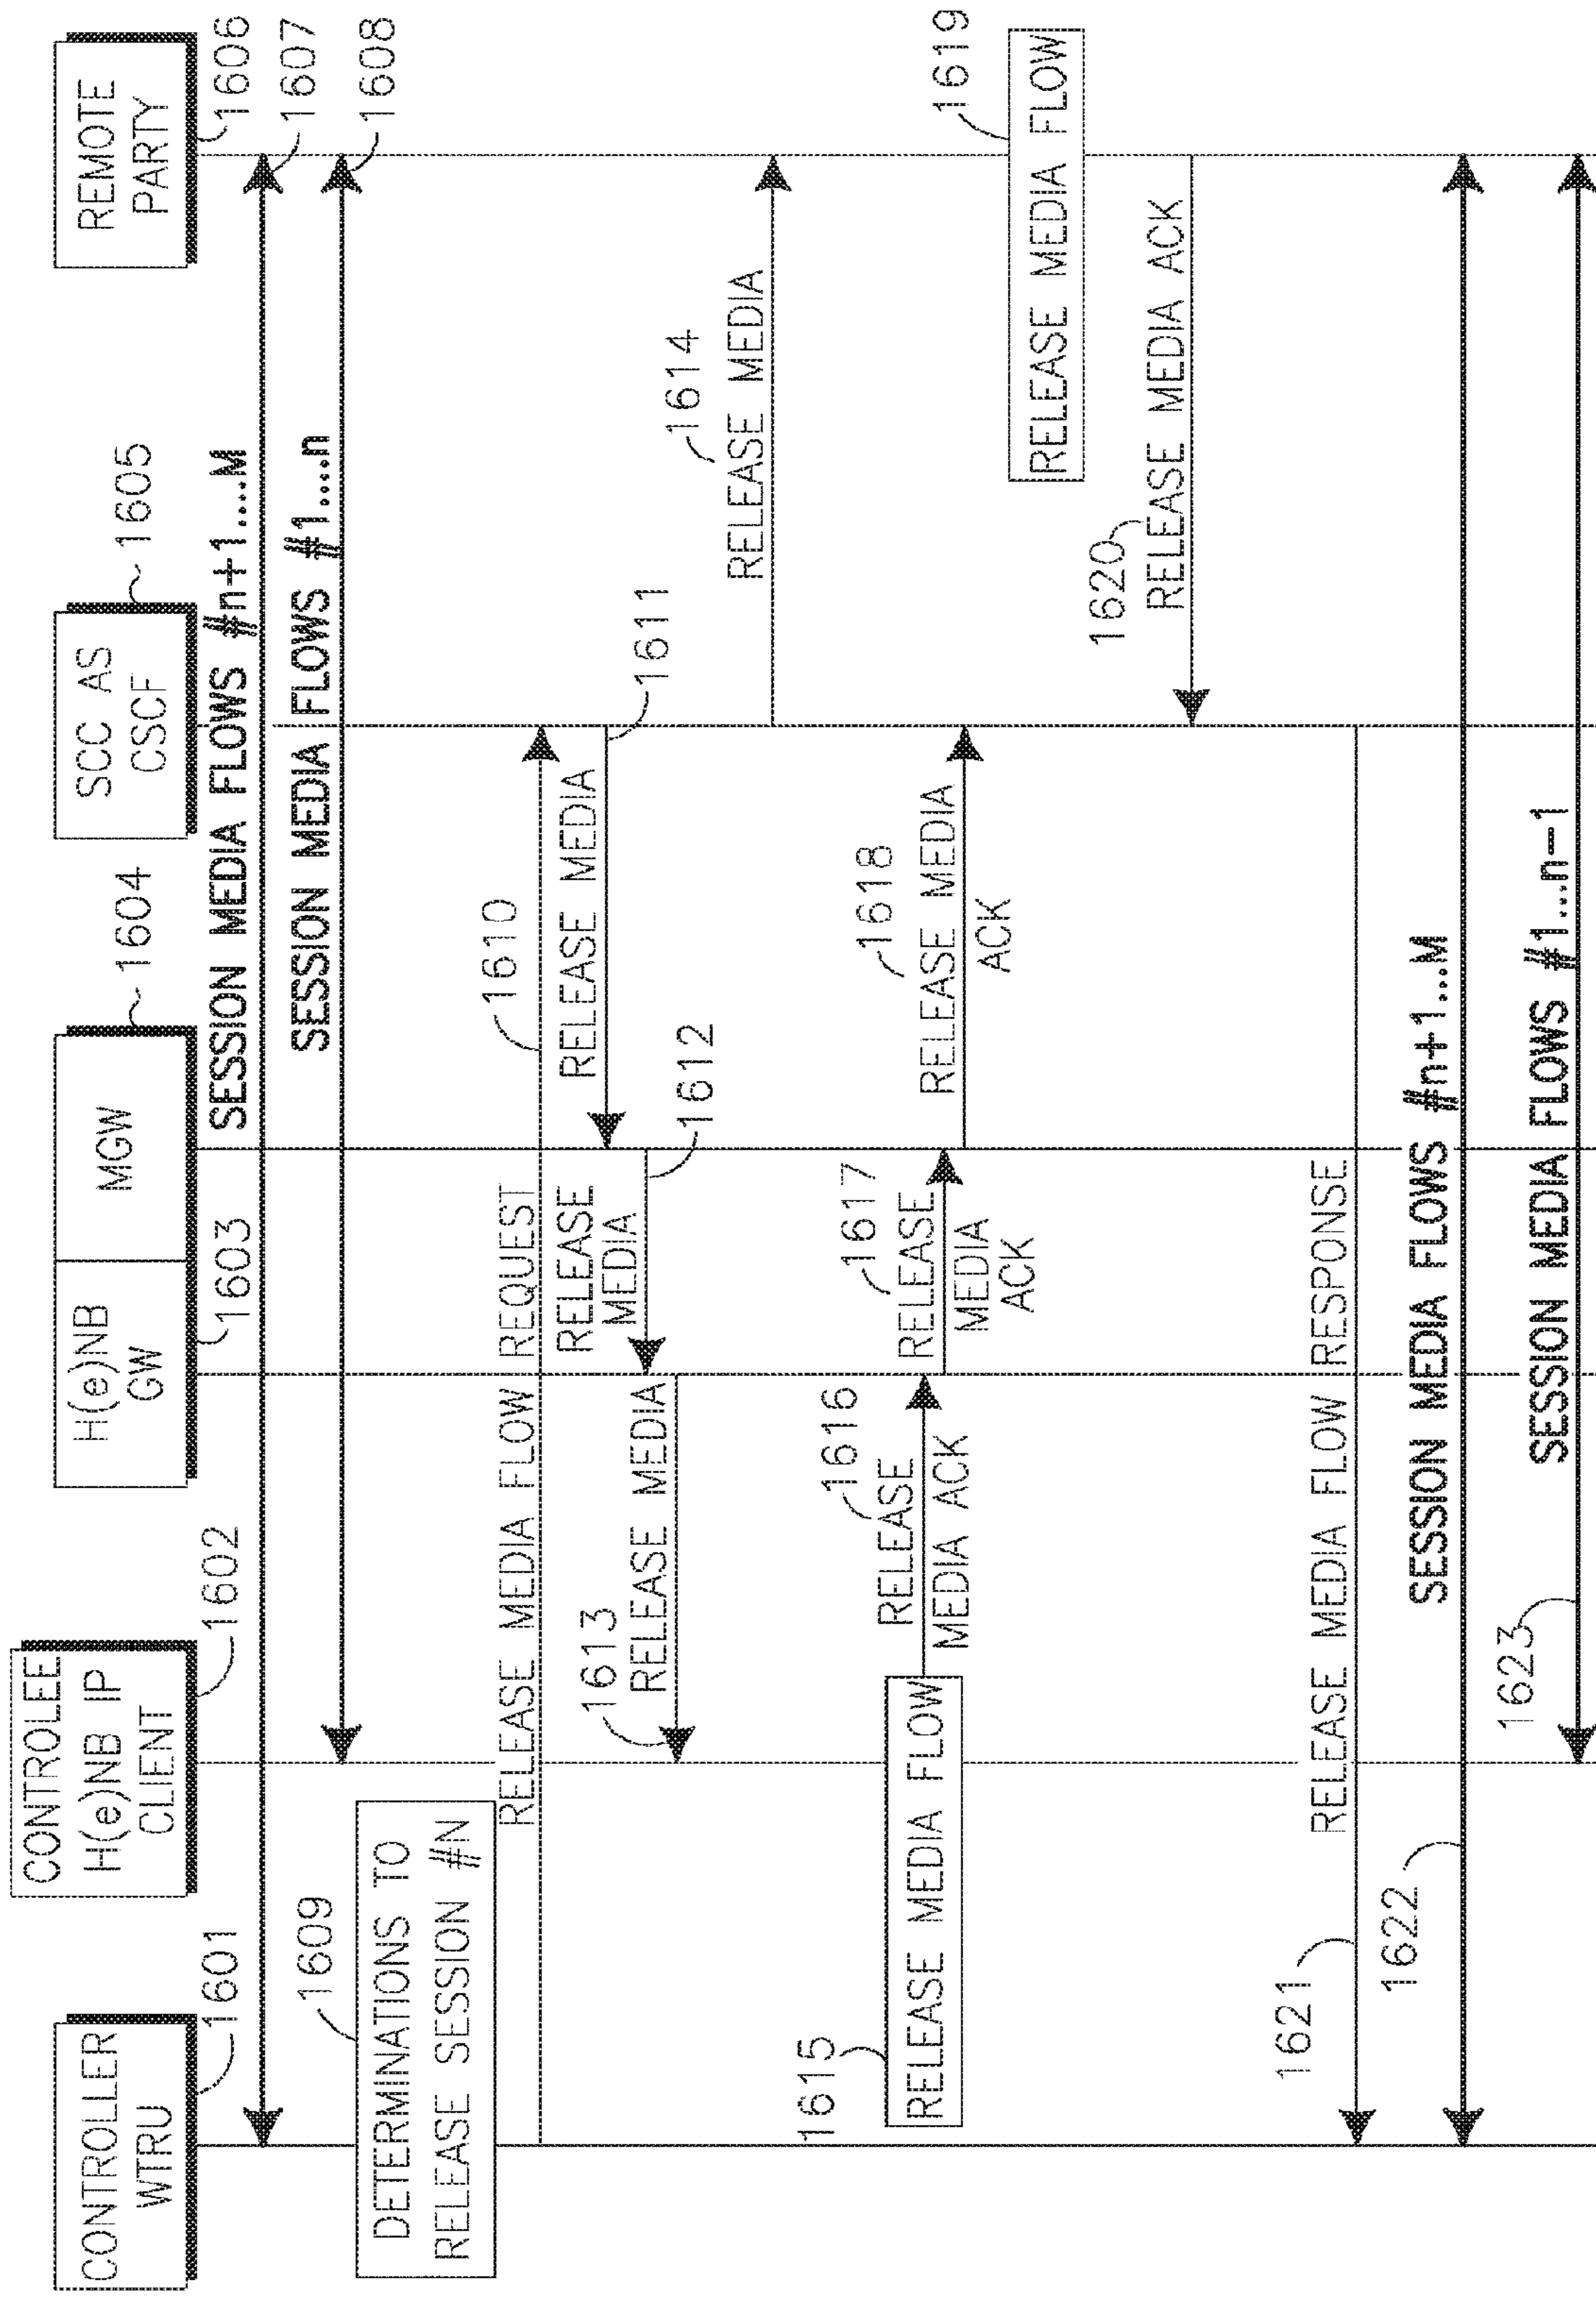 CONTROLLER
WTRU
1601
CONTROLEE
H(e)NB IP
CLIENT
1602
H(e)NB
GW
1603
MGW
1604
SCC AS
CSCF
1605
REMOTE
PARTY
1606
SESSION MEDIA FLOWS #n+1....M
1607
SESSION MEDIA FLOWS #1....n
1608
1609
DETERMINATIONS TO
RELEASE SESSION #N
RELEASE MEDIA FLOW REQUEST
1610
RELEASE MEDIA
1611
RELEASE
MEDIA
1612
RELEASE MEDIA
1613
1614
RELEASE MEDIA
1615
RELEASE MEDIA FLOW
1616
RELEASE
MEDIA ACK
1617
RELEASE
MEDIA
ACK
1618
RELEASE MEDIA
ACK
1619
RELEASE MEDIA FLOW
1620
RELEASE MEDIA ACK
RELEASE MEDIA FLOW RESPONSE
1621
SESSION MEDIA FLOWS #n+1...M
1622
SESSION MEDIA FLOWS #1...n-1
1623